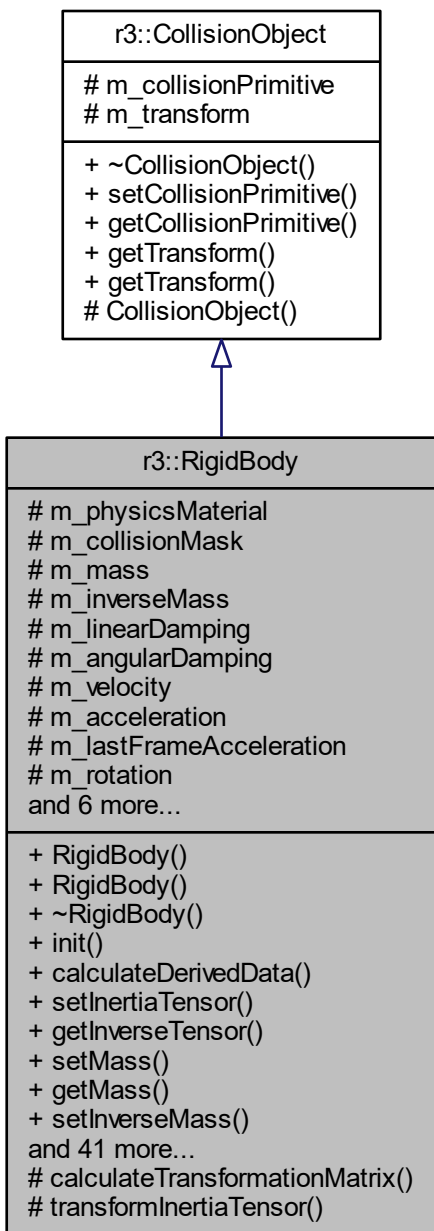 r3::CollisionObject
# m_collisionPrimitive
# m_transform
+ ~CollisionObject()
+ setCollisionPrimitive()
+ getCollisionPrimitive()
+ getTransform()
+ getTransform()
# CollisionObject()
r3::RigidBody
# m_physicsMaterial
# m_collisionMask
# m_mass
# m_inverseMass
# m_linearDamping
# m_angularDamping
# m_velocity
# m_acceleration
# m_lastFrameAcceleration
# m_rotation
and 6 more...
+ RigidBody()
+ RigidBody()
+ ~RigidBody()
+ init()
+ calculateDerivedData()
+ setInertiaTensor()
+ getInverseTensor()
+ setMass()
+ getMass()
+ setInverseMass()
and 41 more...
# calculateTransformationMatrix()
# transformInertiaTensor()